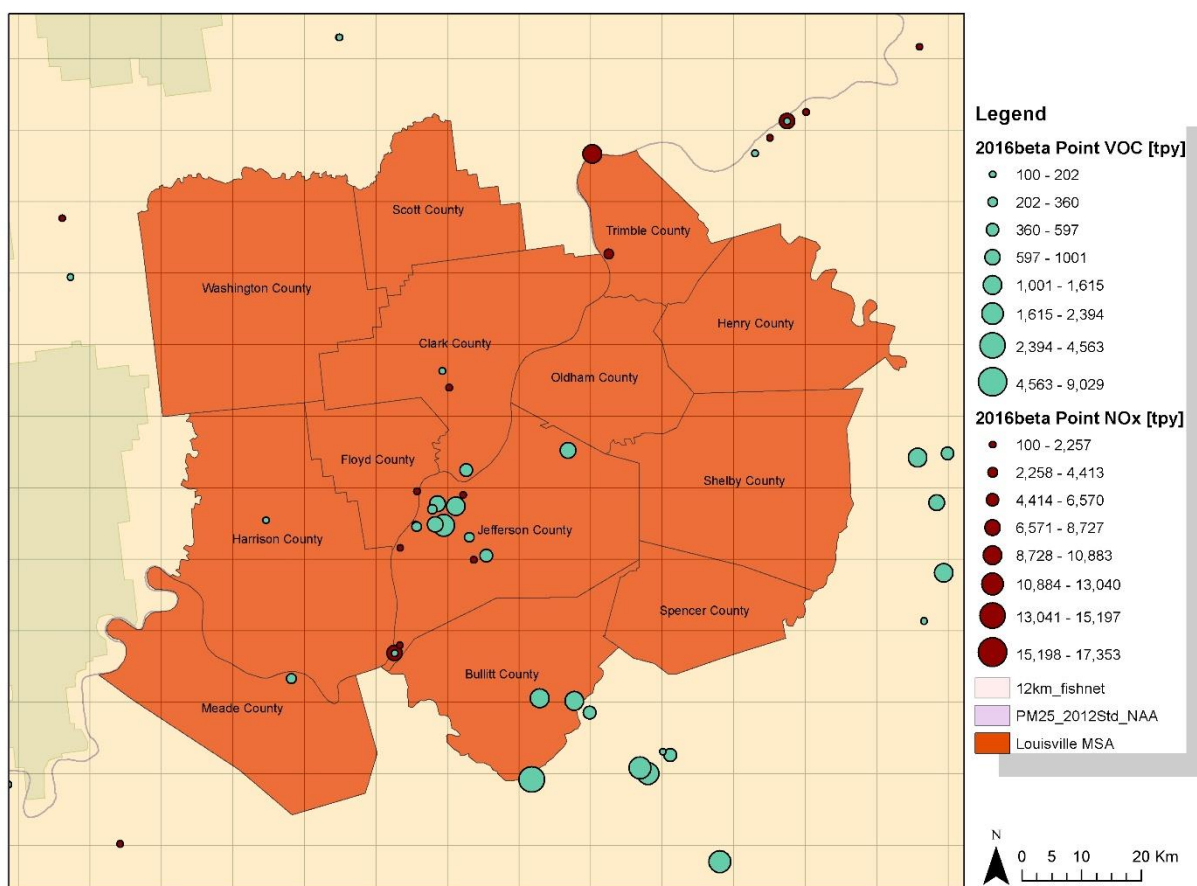 Scott County
Trimble County
Washington County
Henry County
Clark County
Oldham County
Floyd County
Shelby County
Jefferson County
Harrison County
Spencer County
Bullitt County
Meade County
Legend
2016beta Point VOC [tpy]
100 - 202
202 - 360
360 - 597
597 - 1001
1,001 - 1,615
1,615 - 2,394
2,394 - 4,563
4,563 - 9,029
2016beta Point NOx [tpy]
100 - 2,257
2,258 - 4,413
4,414 - 6,570
6,571 - 8,727
8,728 - 10,883
10,884 - 13,040
13,041 - 15,197
15,198 - 17,353
12km_fishnet
PM25_2012Std_NAA
Louisville MSA
N
0 5 10 20 Km